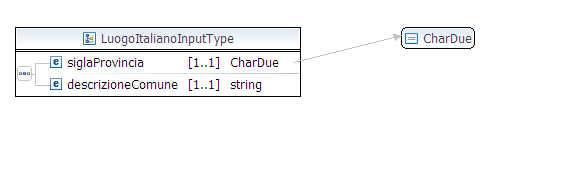 LuogoItalianoInputType
CharDue
siglaProvincia [1..1] CharDue
descrizioneComune [1..1] string